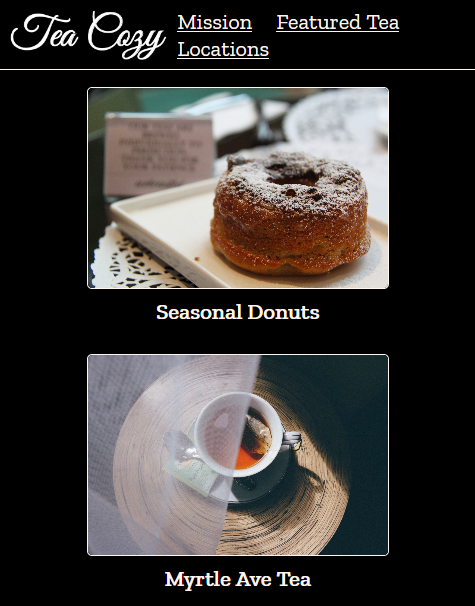 Tea Cozy
Mission Featured Tea
Locations
Seasonal Donuts
Myrtle Ave Tea